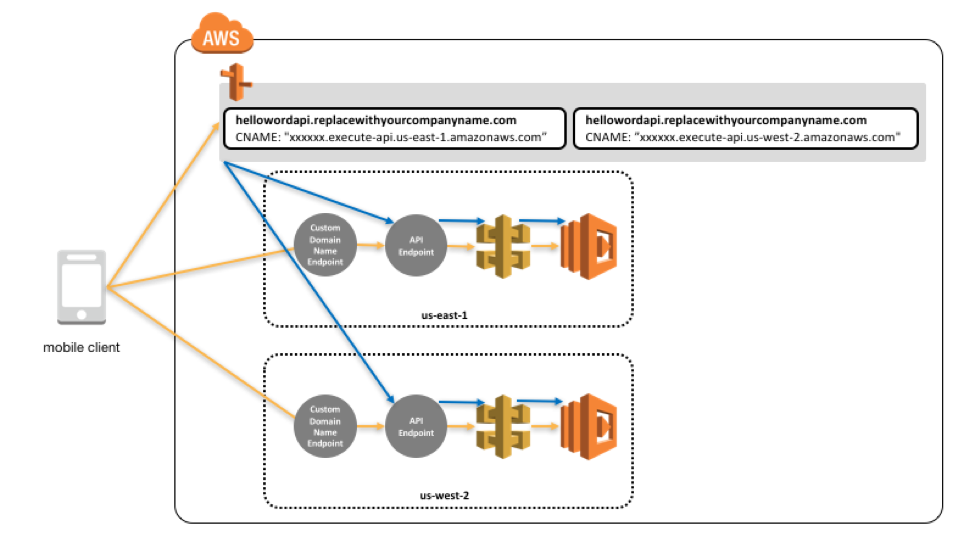 AWS
hellowordapi.replacewithyourcompanyname.com
CNAME: "xxxxxx.execute-api.us-east-1.amazonaws.com"
hellowordapi.replacewithyourcompanyname.com
CNAME: "xxxxxx.execute-api.us-west-2.amazonaws.com"
Custom
Domain
Name
Endpoint
API
Endpoint
us-east-1
mobile client
Custom
Domain
Name
Endpoint
API
Endpoint
us-west-2